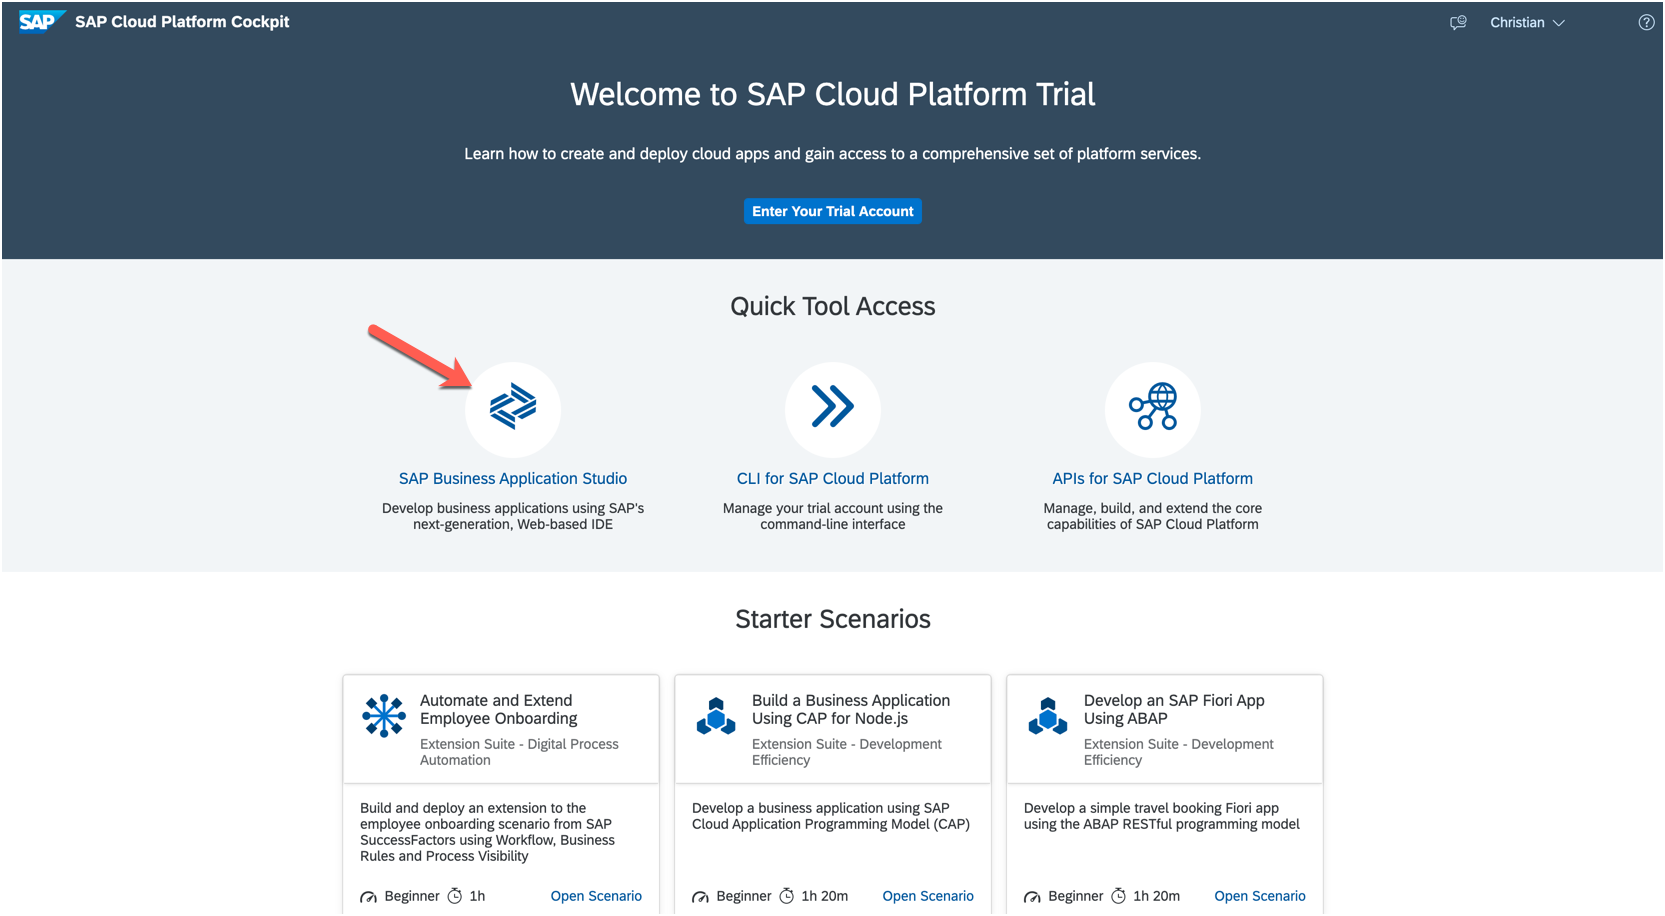 SAP SAP Cloud Platform Cockpit
Christian
?
Welcome to SAP Cloud Platform Trial
Learn how to create and deploy cloud apps and gain access to a comprehensive set of platform services.
Enter Your Trial Account
Quick Tool Access
SAP Business Application Studio
Develop business applications using SAP's
next-generation, Web-based IDE
CLI for SAP Cloud Platform
Manage your trial account using the
command-line interface
APIs for SAP Cloud Platform
Manage, build, and extend the core
capabilities of SAP Cloud Platform
Starter Scenarios
Automate and Extend
Employee Onboarding
Extension Suite - Digital Process
Automation
Build and deploy an extension to the
employee onboarding scenario from SAP
SuccessFactors using Workflow, Business
Rules and Process Visibility
Beginner 1h Open Scenario
Build a Business Application
Using CAP for Node.js
Extension Suite - Development
Efficiency
Develop a business application using SAP
Cloud Application Programming Model (CAP)
Beginner 1h 20m Open Scenario
Develop an SAP Fiori App
Using ABAP
Extension Suite - Development
Efficiency
Develop a simple travel booking Fiori app
using the ABAP RESTful programming model
Beginner 1h 20m Open Scenario